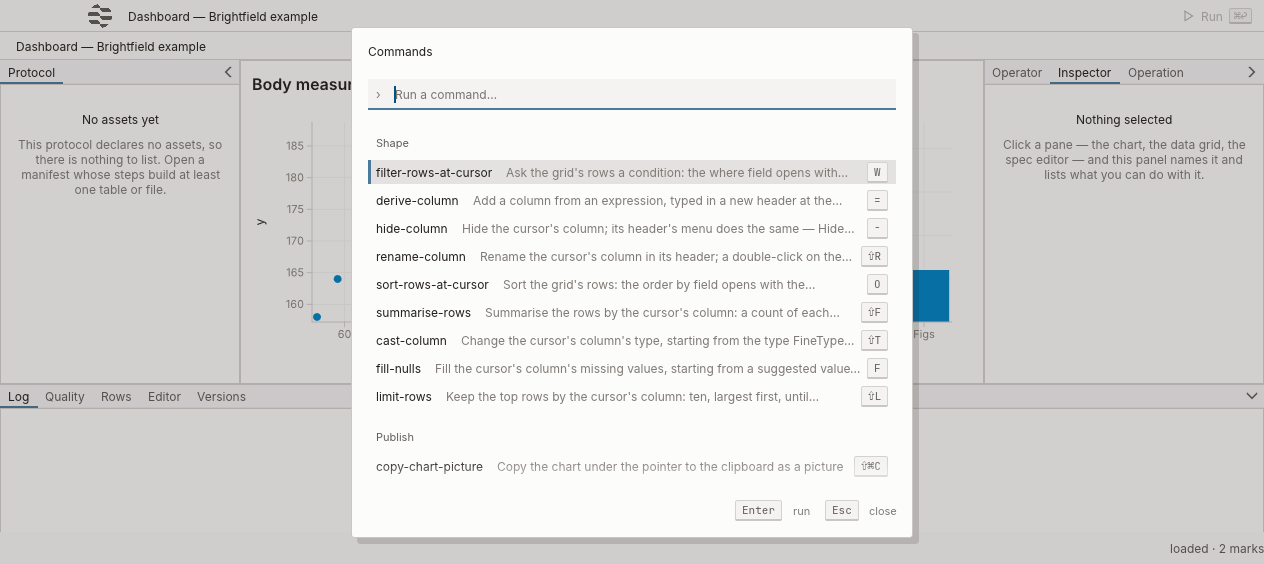 Dashboard — Brightfield example
Run ⌘⏎
Dashboard — Brightfield example
Protocol
No assets yet
This protocol declares no assets, so
there is nothing to list. Open a
manifest whose steps build at least
one table or file.
Body measur
185
180
175
170
165
160
y
60
Figs
Commands
› Run a command...
Shape
filter-rows-at-cursor Ask the grid's rows a condition: the where field opens with... W
derive-column Add a column from an expression, typed in a new header at the... =
hide-column Hide the cursor's column; its header's menu does the same — Hide... -
rename-column Rename the cursor's column in its header; a double-click on the... ⇧R
sort-rows-at-cursor Sort the grid's rows: the order by field opens with the... O
summarise-rows Summarise the rows by the cursor's column: a count of each... ⇧F
cast-column Change the cursor's column's type, starting from the type FineType... ⇧T
fill-nulls Fill the cursor's column's missing values, starting from a suggested value... F
limit-rows Keep the top rows by the cursor's column: ten, largest first, until... ⇧L
Publish
copy-chart-picture Copy the chart under the pointer to the clipboard as a picture ⇧⌘C
Enter run Esc close
Operator Inspector Operation
Nothing selected
Click a pane — the chart, the data grid, the
spec editor — and this panel names it and
lists what you can do with it.
Log Quality Rows Editor Versions
loaded · 2 marks